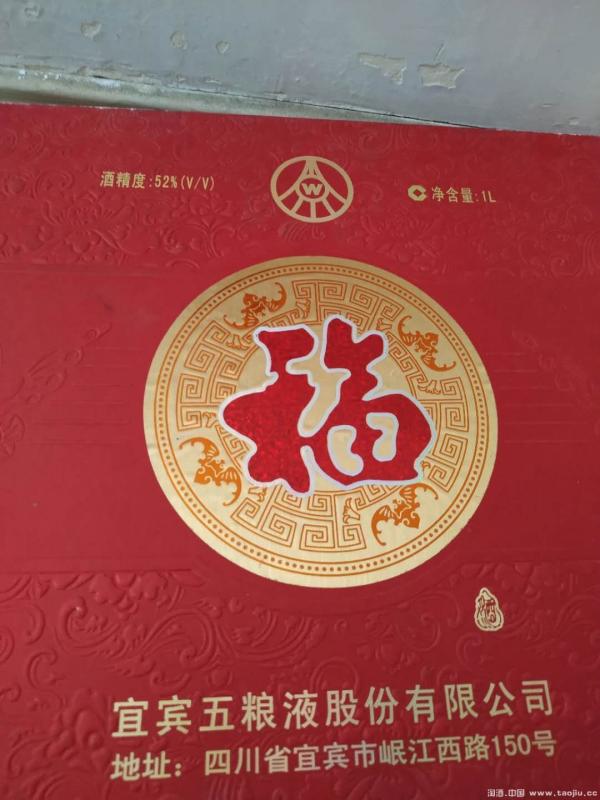 酒精度:52%(V/V)
W
净含量:1L
福
宜宾五粮液股份有限公司
地址：四川省宜宾市岷江西路150号
淘酒.中国 www.taojiu.cc